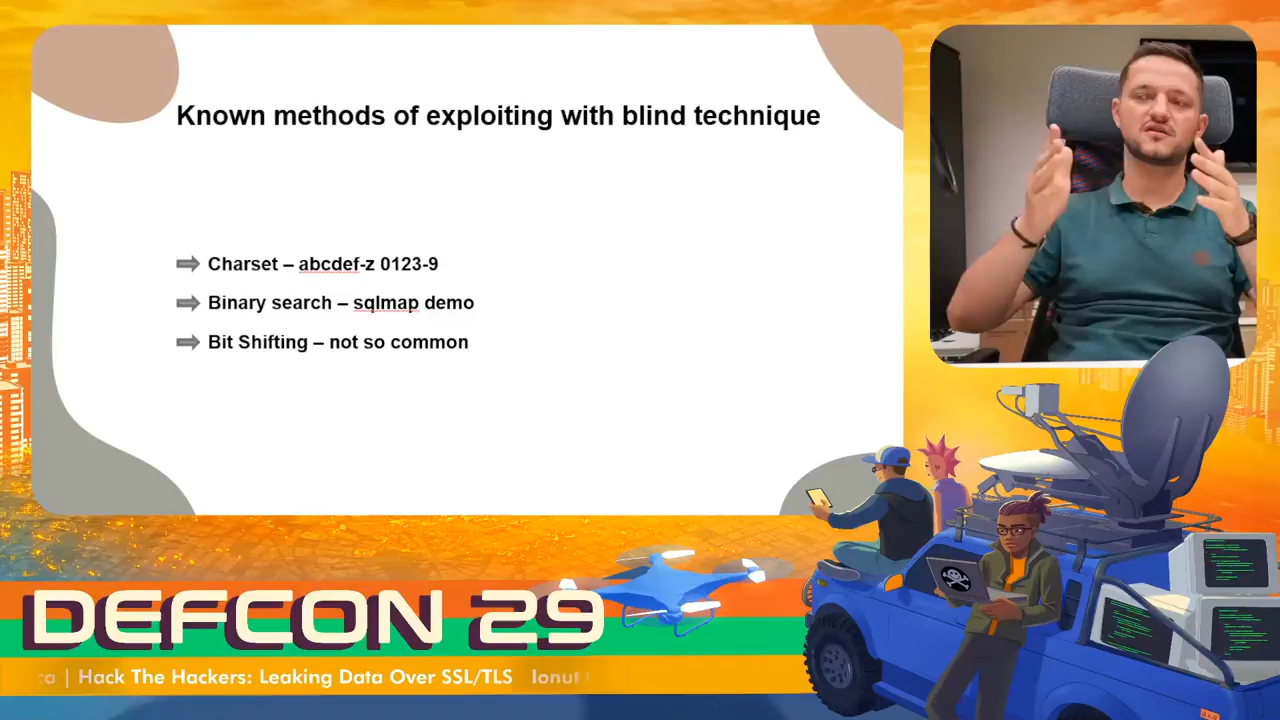 Known methods of exploiting with blind technique
Charset – abcdef-z 0123-9
Binary search – sqlmap demo
Bit Shifting – not so common
DEFCON 29
| Hack The Hackers: Leaking Data Over SSL/TLS Ionut